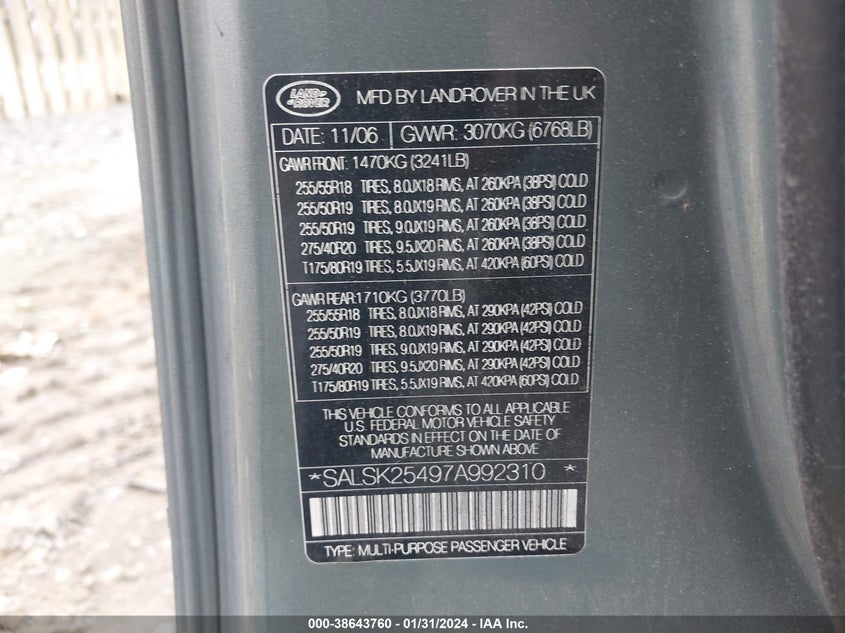 LAND ROVER
MFD BY LANDROVER IN THE UK
DATE: 11/06 GVWR: 3070KG (6768LB)
GAWR FRONT: 1470KG (3241LB)
255/55R18 TIRES, 8.0JX18 RIMS, AT 260KPA (38PSI) COLD
255/50R19 TIRES, 8.0JX19 RIMS, AT 260KPA (38PSI) COLD
255/50R19 TIRES, 9.0JX19 RIMS, AT 260KPA (38PSI) COLD
275/40R20 TIRES, 9.5JX20 RIMS, AT 260KPA (38PSI) COLD
T175/80R19 TIRES, 5.5JX19 RIMS, AT 420KPA (60PSI) COLD
GAWR REAR: 1710KG (3770LB)
255/55R18 TIRES, 8.0JX18 RIMS, AT 290KPA (42PSI) COLD
255/50R19 TIRES, 8.0JX19 RIMS, AT 290KPA (42PSI) COLD
255/50R19 TIRES, 9.0JX19 RIMS, AT 290KPA (42PSI) COLD
275/40R20 TIRES, 9.5JX20 RIMS, AT 290KPA (42PSI) COLD
T175/80R19 TIRES, 5.5JX19 RIMS, AT 420KPA (60PSI) COLD
THIS VEHICLE CONFORMS TO ALL APPLICABLE
U.S. FEDERAL MOTOR VEHICLE SAFETY
STANDARDS IN EFFECT ON THE DATE OF
MANUFACTURE SHOWN ABOVE
*SALSK25497A992310 *
TYPE: MULTI-PURPOSE PASSENGER VEHICLE
000-38643760 - 01/31/2024 - IAA Inc.